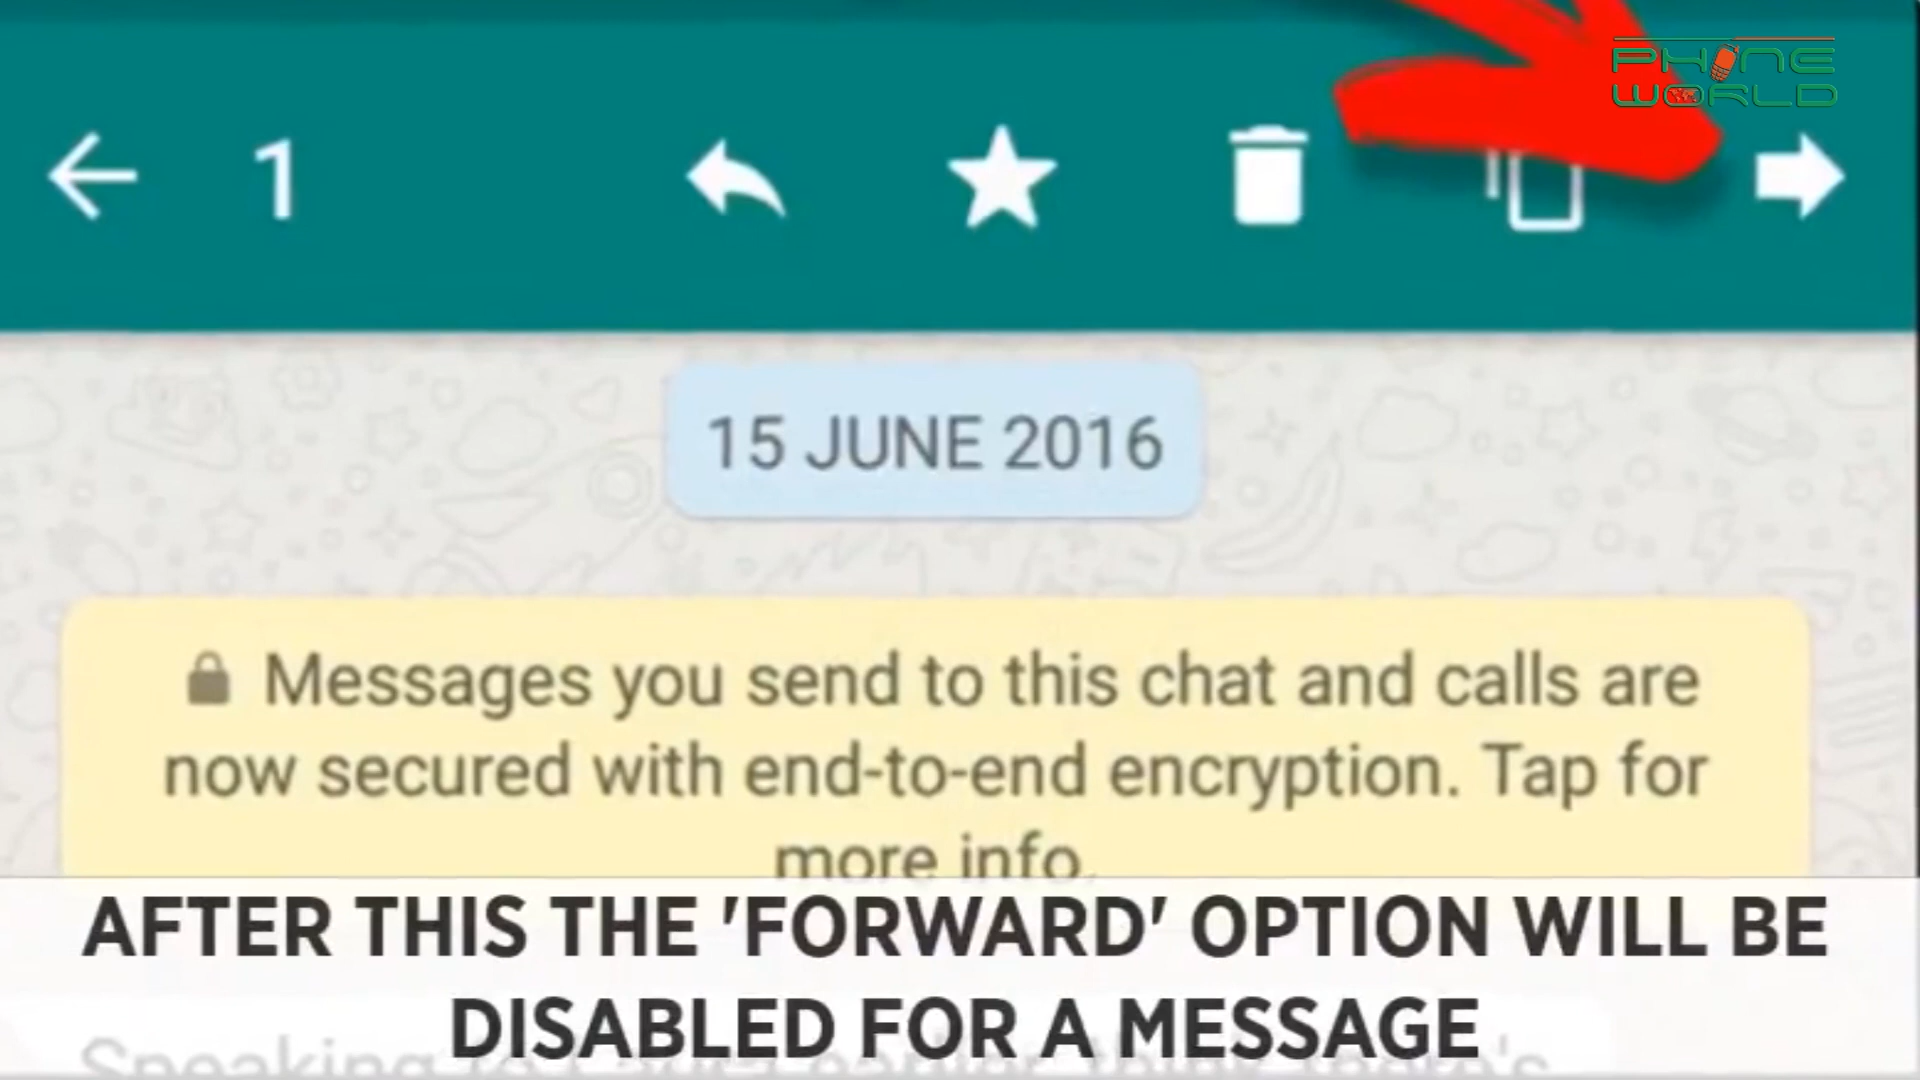 PHONE
WORLD
1
15 JUNE 2016
Messages you send to this chat and calls are
now secured with end-to-end encryption. Tap for
more info.
AFTER THIS THE 'FORWARD' OPTION WILL BE
DISABLED FOR A MESSAGE
Speaking